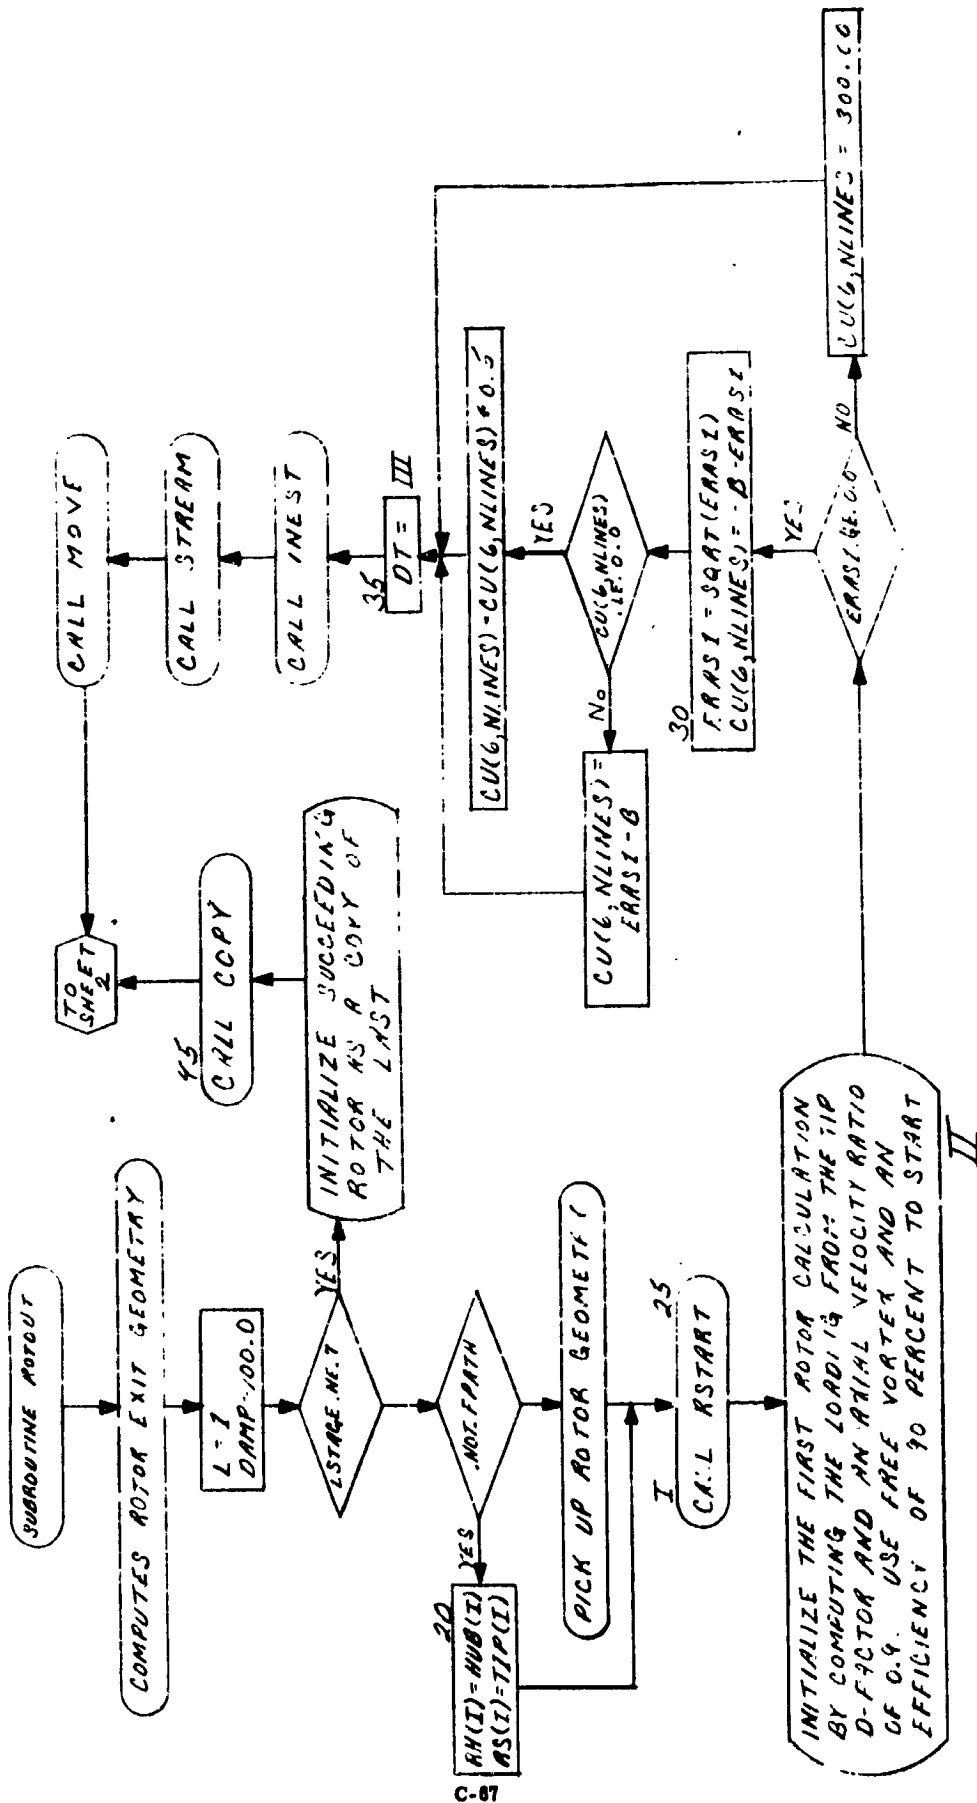 SUBROUTINE ROTOUT
COMPUTES ROTOR EXIT GEOMETRY
L = I
DAMP=100.0
LSTAGE.NE.1
YES
INITIALIZE SUCCEEDING
ROTOR AS A COPY OF
THE LAST
45
CALL COPY
TO
SHEET
2
.NOT.FPATH
YES
20
RH(I)=HUB(I)
RS(I)=TIP(I)
PICK UP ROTOR GEOMETRY
I
25
CALL RSTART
INITIALIZE THE FIRST ROTOR CALCULATION
BY COMPUTING THE LOADING FROM THE TIP
D-FACTOR AND AN AXIAL VELOCITY RATIO
OF 0.9. USE FREE VORTEX AND AN
EFFICIENCY OF 90 PERCENT TO START
II
ERASI.GE.0.0
NO
CU(6,NLINES = 300.00
YES
30
ERASI = SQRT(ERASI)
CU(6,NLINES)=-B-ERASI
CU(6,NLINES)
.LE.0.0
No
CU(6,NLINES)=
ERASI-B
YES
CU(6,NLINES)=CU(6,NLINES)*0.5
35
DT =
III
CALL INEST
CALL STREAM
CALL MOVE
C-67